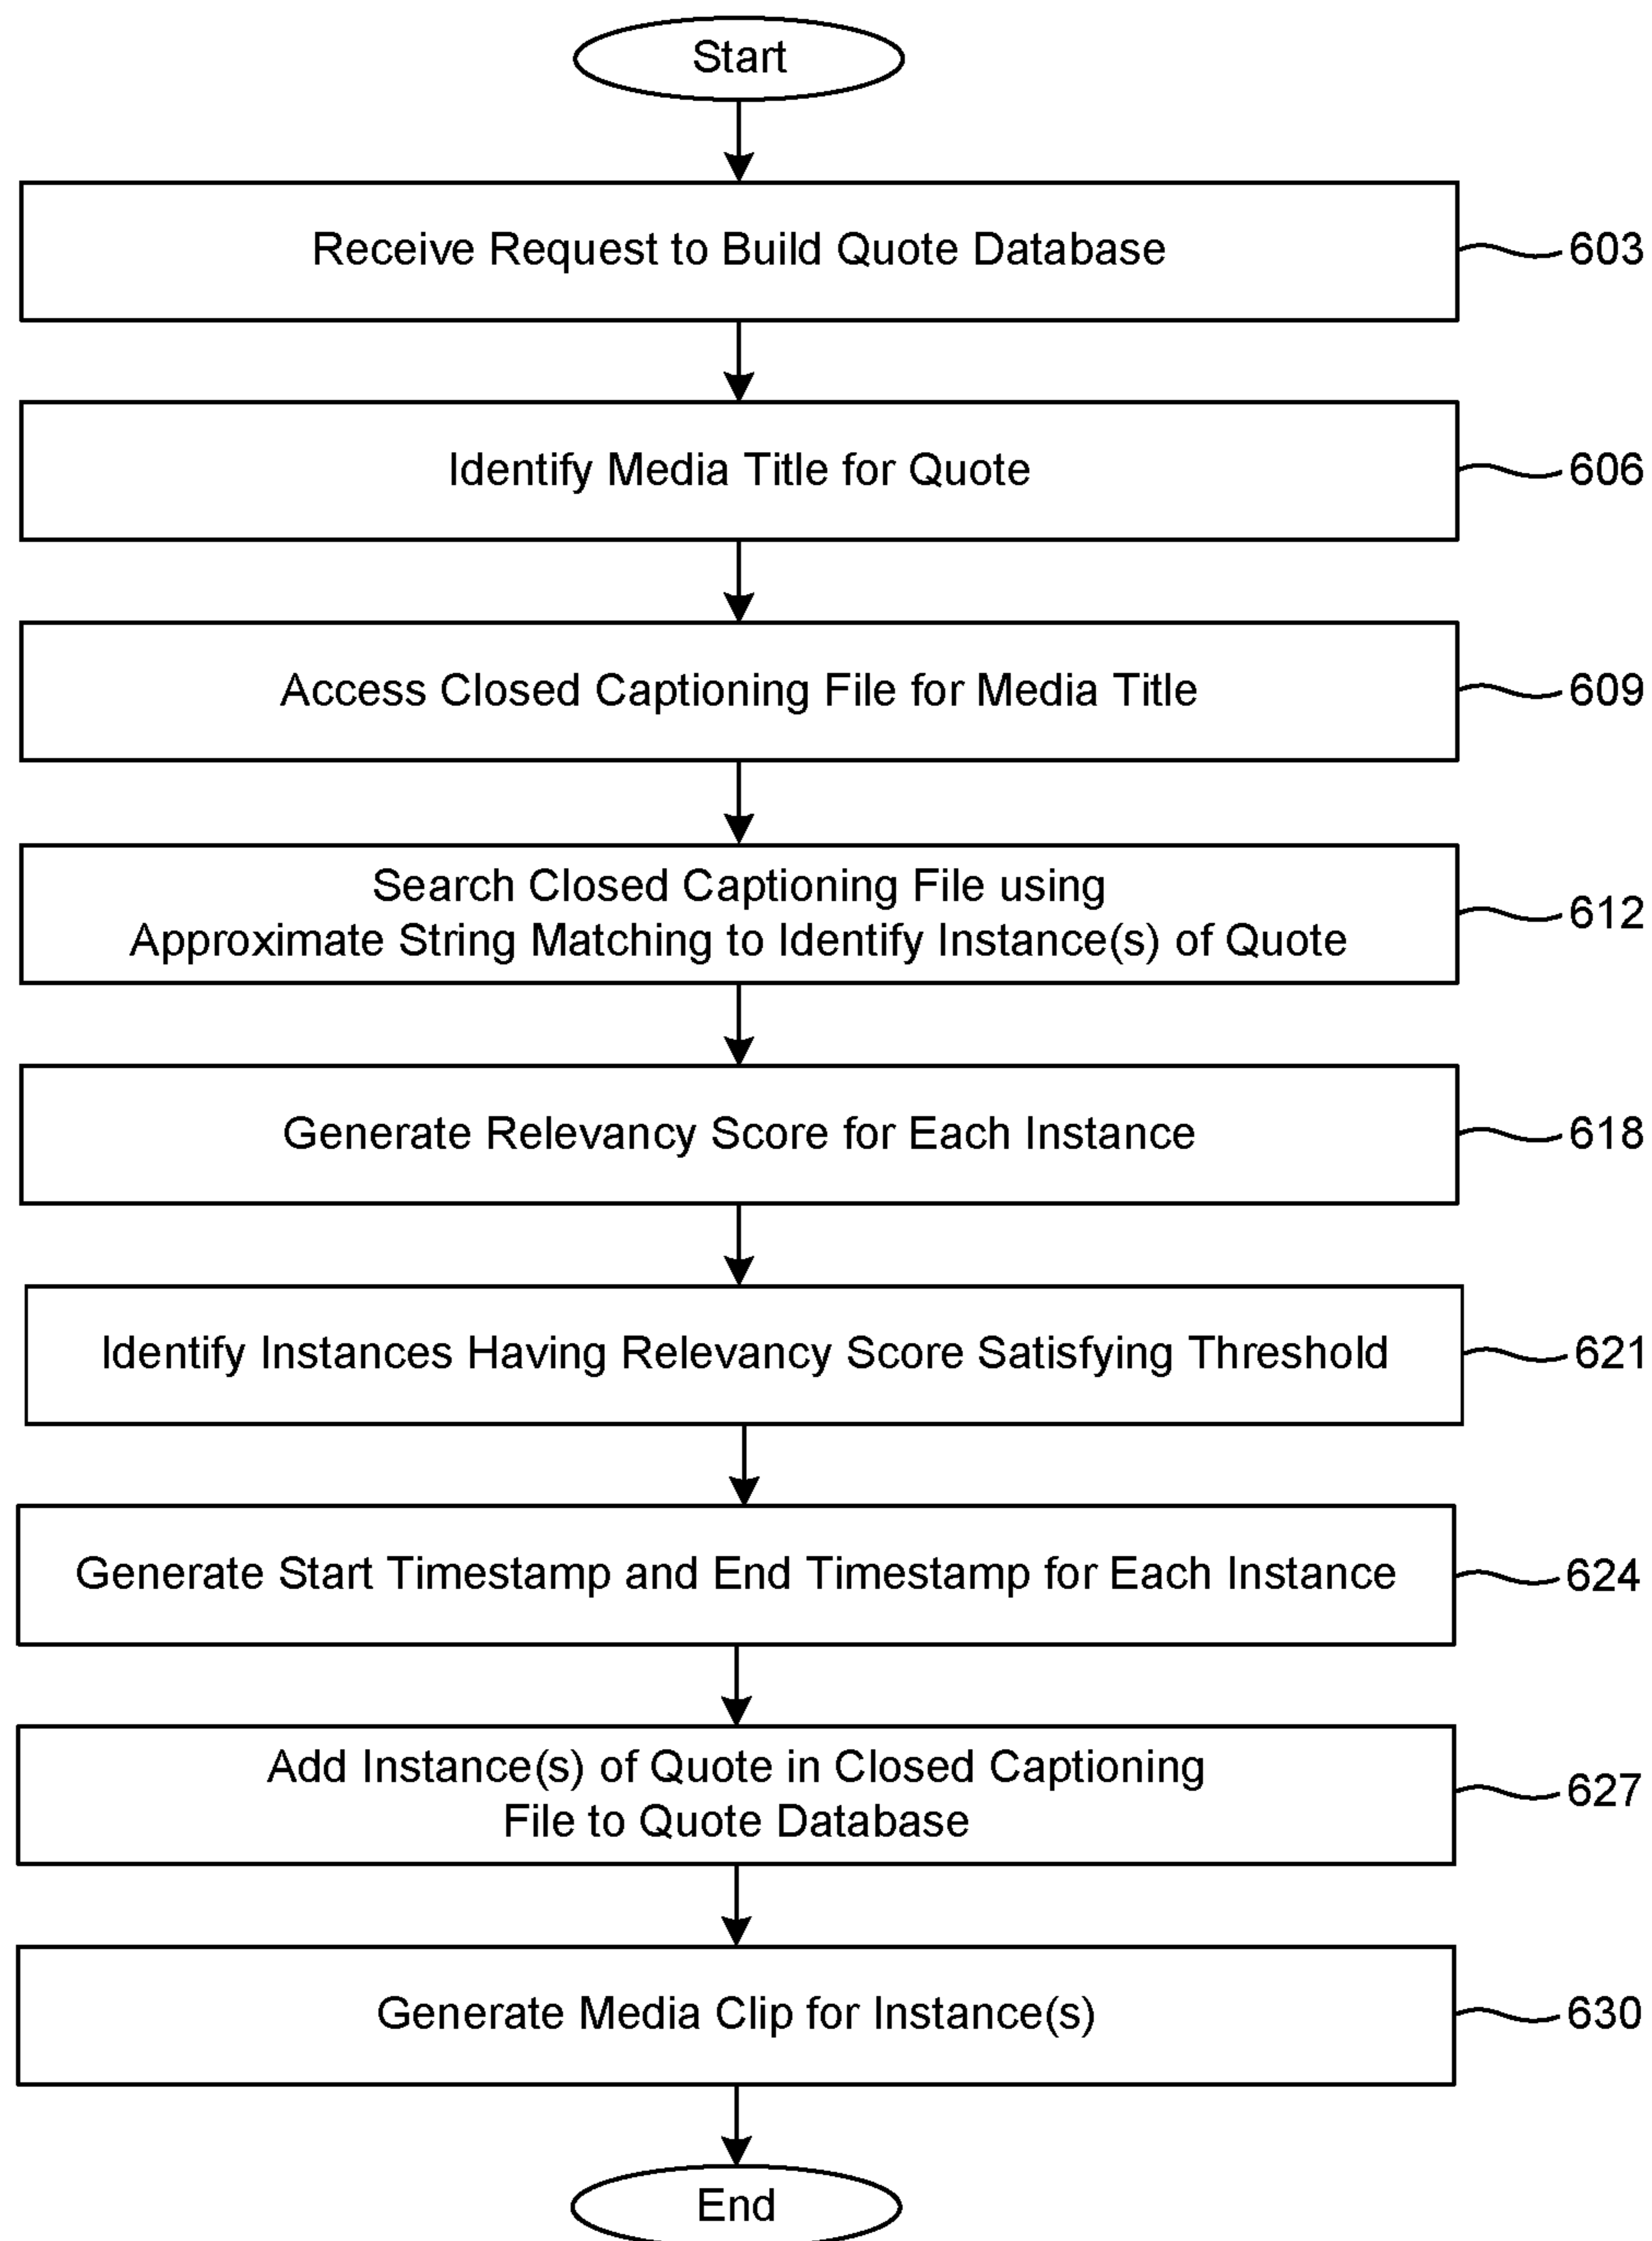 Start
Receive Request to Build Quote Database
603
Identify Media Title for Quote
606
Access Closed Captioning File for Media Title
609
Search Closed Captioning File using
Approximate String Matching to Identify Instance(s) of Quote
612
Generate Relevancy Score for Each Instance
618
Identify Instances Having Relevancy Score Satisfying Threshold
621
Generate Start Timestamp and End Timestamp for Each Instance
624
Add Instance(s) of Quote in Closed Captioning
File to Quote Database
627
Generate Media Clip for Instance(s)
630
End